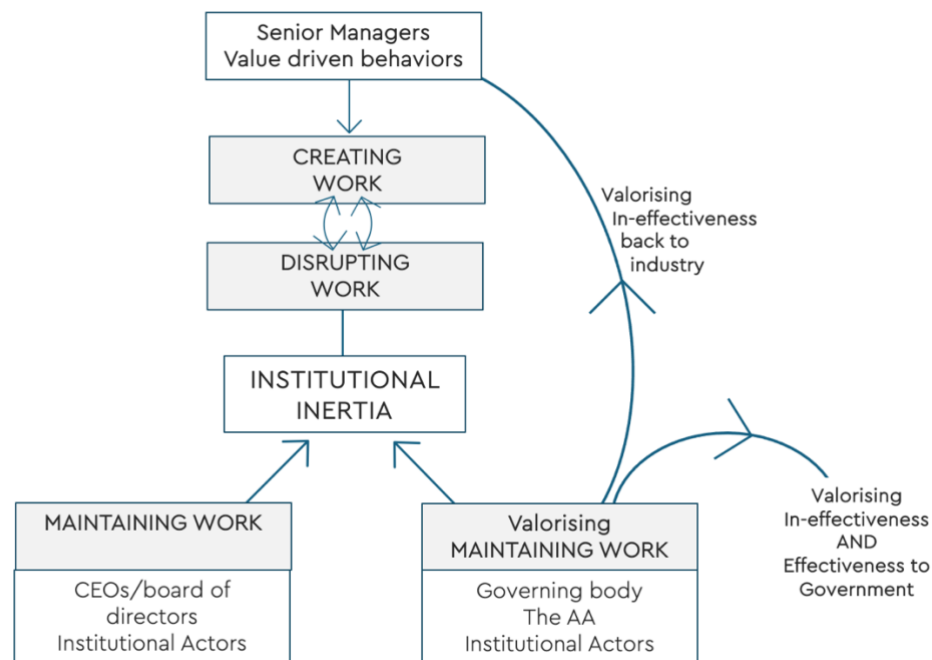 Senior Managers
Value driven behaviors
CREATING
WORK
Valorising
In-effectiveness
back to
industry
DISRUPTING
WORK
INSTITUTIONAL
INERTIA
MAINTAINING WORK
CEOs/board of
directors
Institutional Actors
Valorising
MAINTAINING WORK
Governing body
The AA
Institutional Actors
Valorising
In-effectiveness
AND
Effectiveness to
Government